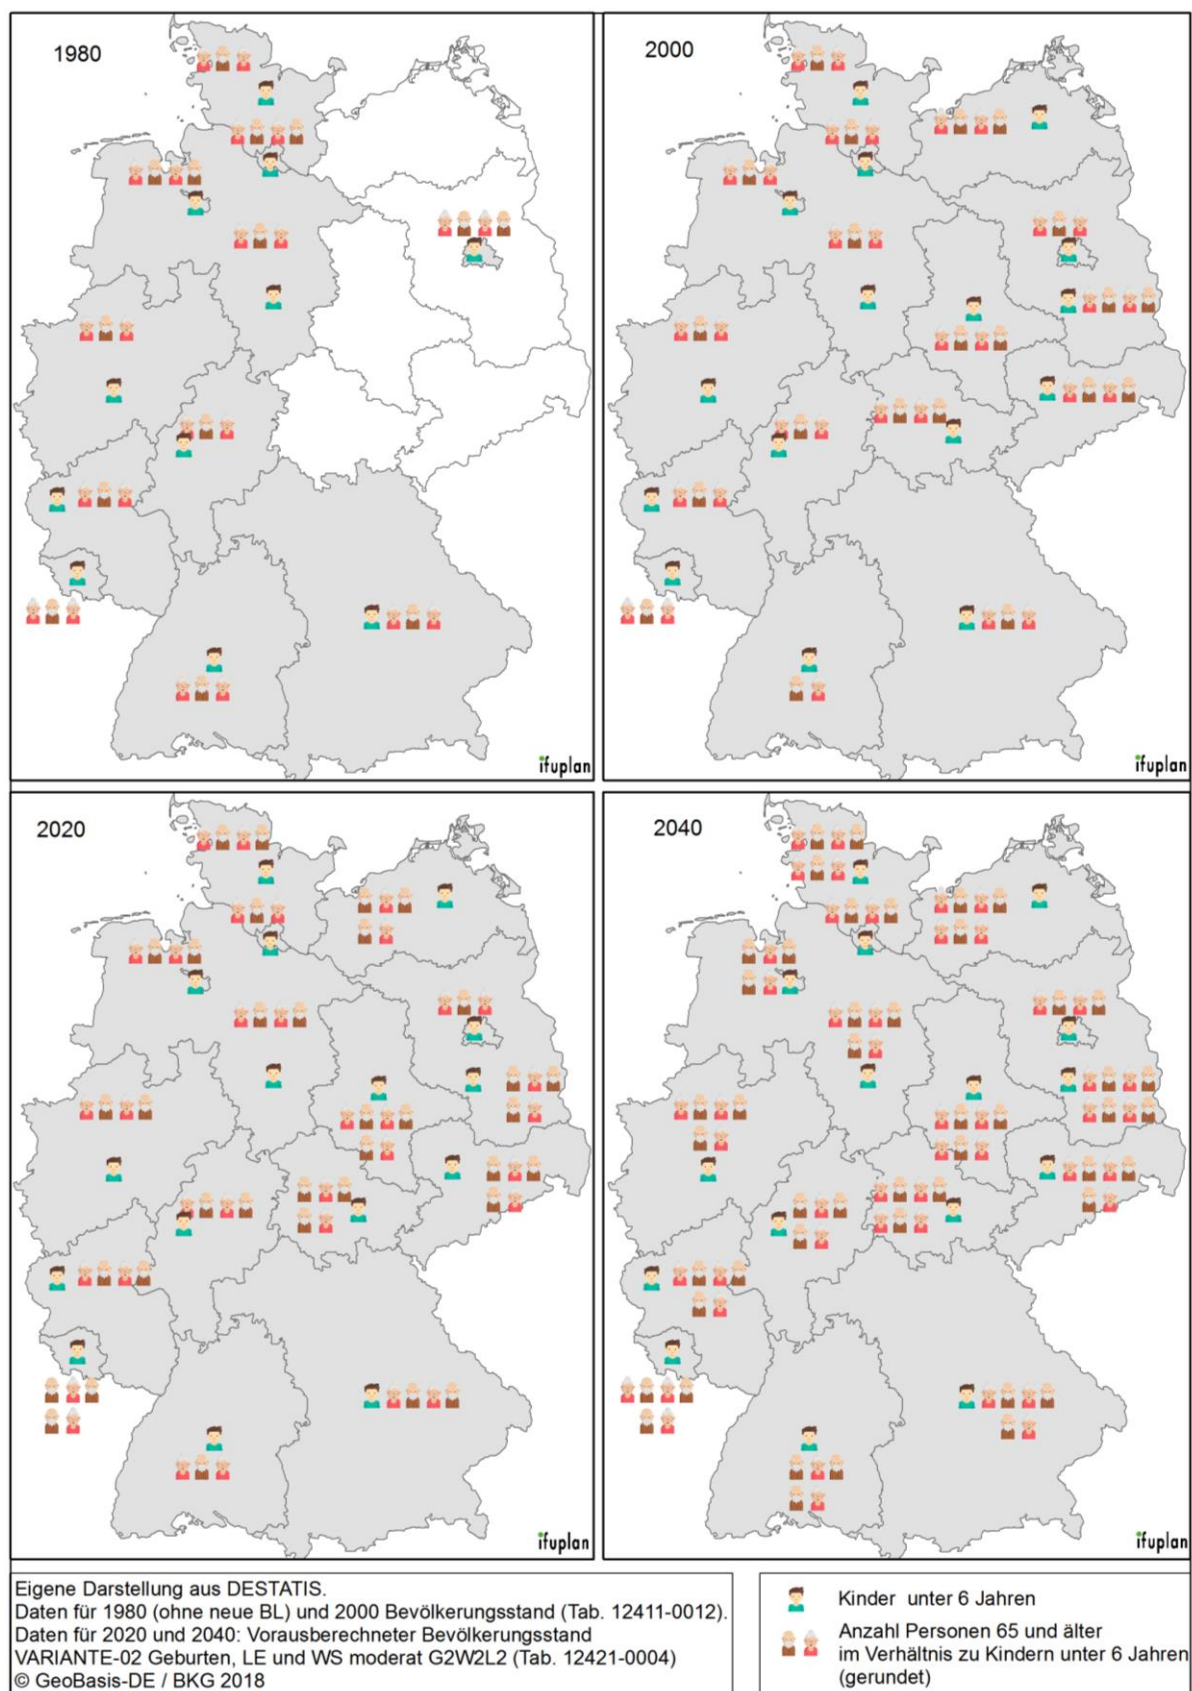 1980
ifuplan
2000
ifuplan
2020
ifuplan
2040
ifuplan
Eigene Darstellung aus DESTATIS.
Daten für 1980 (ohne neue BL) und 2000 Bevölkerungsstand (Tab. 12411-0012).
Daten für 2020 und 2040: Vorausberechneter Bevölkerungsstand
VARIANTE-02 Geburten, LE und WS moderat G2W2L2 (Tab. 12421-0004)
© GeoBasis-DE / BKG 2018
Kinder unter 6 Jahren
Anzahl Personen 65 und älter
im Verhältnis zu Kindern unter 6 Jahren
(gerundet)